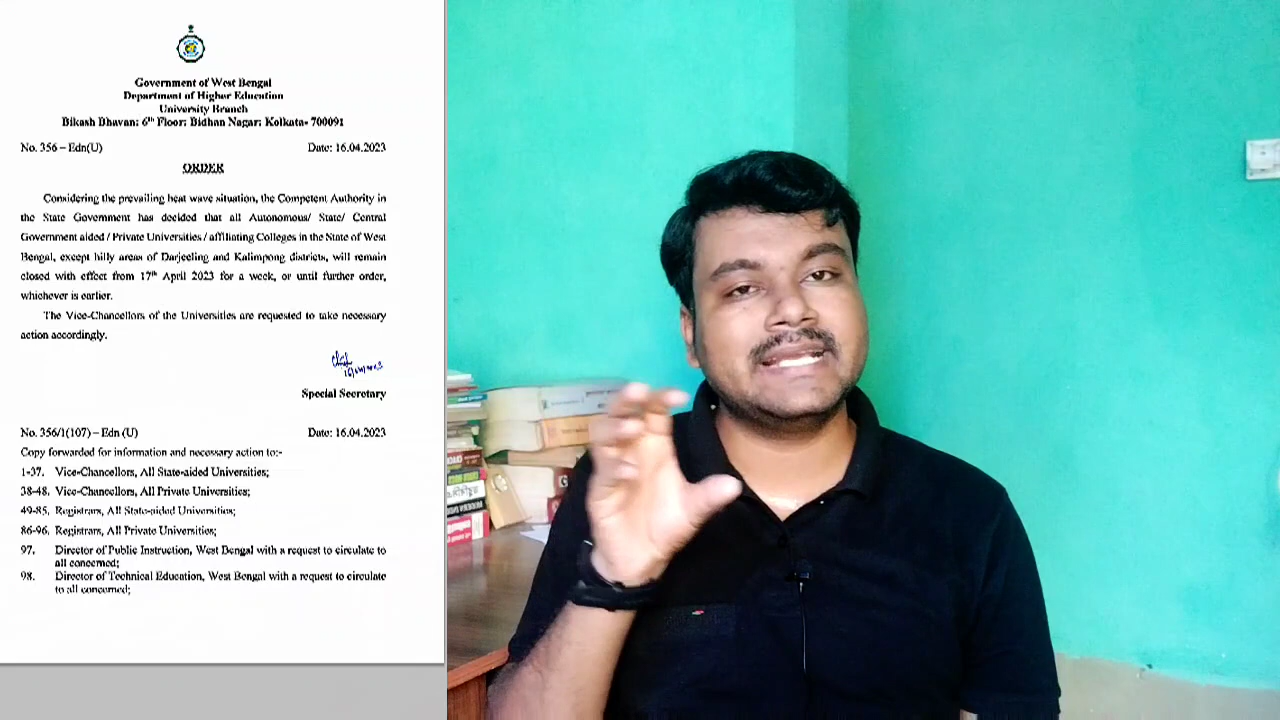 Government of West Bengal
Department of Higher Education
University Branch
Bikash Bhavan: 6th Floor: Bidhan Nagar: Kolkata- 700091
No. 356 – Edn(U) Date: 16.04.2023
ORDER
Considering the prevailing heat wave situation, the Competent Authority in
the State Government has decided that all Autonomous/ State/ Central
Government aided / Private Universities / affiliating Colleges in the State of West
Bengal, except hilly areas of Darjeeling and Kalimpong districts, will remain
closed with effect from 17th April 2023 for a week, or until further order,
whichever is earlier.
The Vice-Chancellors of the Universities are requested to take necessary
action accordingly.
Special Secretary
No. 356/1(107) – Edn (U) Date: 16.04.2023
Copy forwarded for information and necessary action to:-
1-37. Vice-Chancellors, All State-aided Universities;
38-48. Vice-Chancellors, All Private Universities;
49-85. Registrars, All State-aided Universities;
86-96. Registrars, All Private Universities;
97. Director of Public Instruction, West Bengal with a request to circulate to
all concerned;
98. Director of Technical Education, West Bengal with a request to circulate
to all concerned;